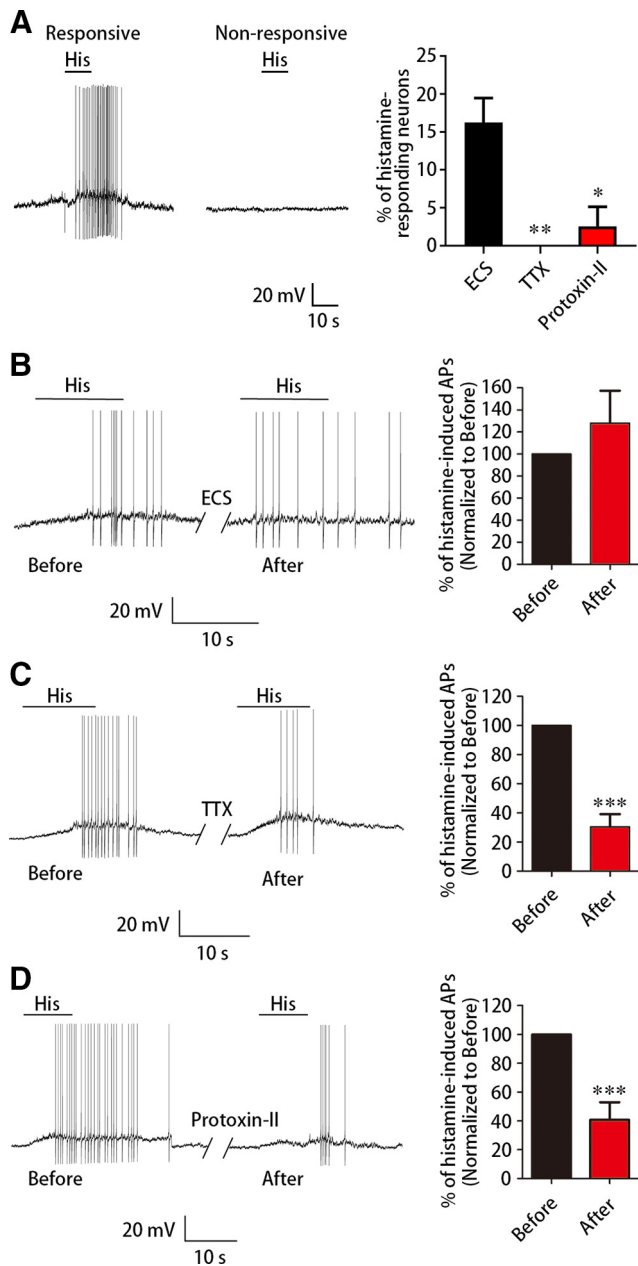 A
Responsive
Non-responsive
His
His
20 mV
10 s
% of histamine-
responding neurons
25
20
15
10
5
0
**
*
ECS
TTX
Protoxin-II
B
His
His
ECS
Before
After
20 mV
10 s
% of histamine-induced APs
(Normalized to Before)
160
140
120
100
80
60
40
20
0
Before
After
C
His
His
TTX
Before
After
20 mV
10 s
% of histamine-induced APs
(Normalized to Before)
120
100
80
60
40
20
0
***
Before
After
D
His
His
Protoxin-II
Before
After
20 mV
10 s
% of histamine-induced APs
(Normalized to Before)
120
100
80
60
40
20
0
***
Before
After